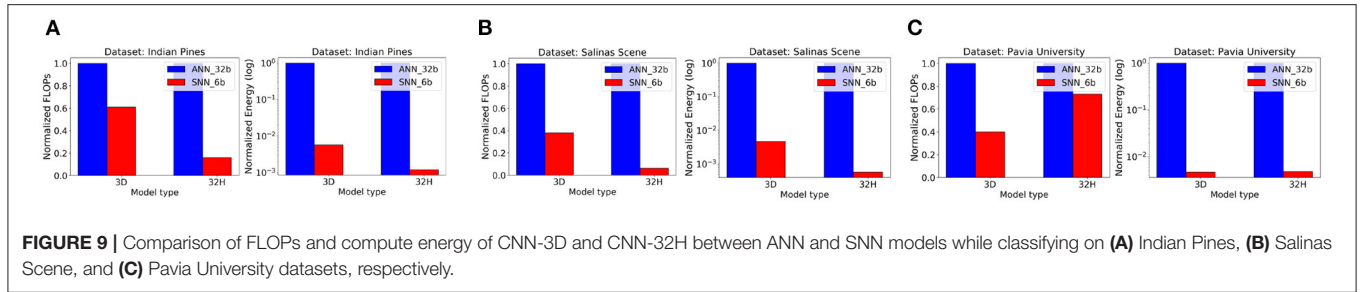 A
Dataset: Indian Pines
1.0
0.8
0.6
0.4
0.2
0.0
Normalized FLOPs
ANN_32b
SNN_6b
3D
32H
Model type
Dataset: Indian Pines
10⁰
10⁻¹
10⁻²
10⁻³
Normalized Energy (log)
ANN_32b
SNN_6b
3D
32H
Model type
B
Dataset: Salinas Scene
1.0
0.8
0.6
0.4
0.2
0.0
Normalized FLOPs
ANN_32b
SNN_6b
3D
32H
Model type
Dataset: Salinas Scene
10⁰
10⁻¹
10⁻²
10⁻³
Normalized Energy (log)
ANN_32b
SNN_6b
3D
32H
Model type
C
Dataset: Pavia University
1.0
0.8
0.6
0.4
0.2
0.0
Normalized FLOPs
ANN_32b
SNN_6b
3D
32H
Model type
Dataset: Pavia University
10⁰
10⁻¹
10⁻²
Normalized Energy (log)
ANN_32b
SNN_6b
3D
32H
Model type
FIGURE 9 | Comparison of FLOPs and compute energy of CNN-3D and CNN-32H between ANN and SNN models while classifying on (A) Indian Pines, (B) Salinas
Scene, and (C) Pavia University datasets, respectively.